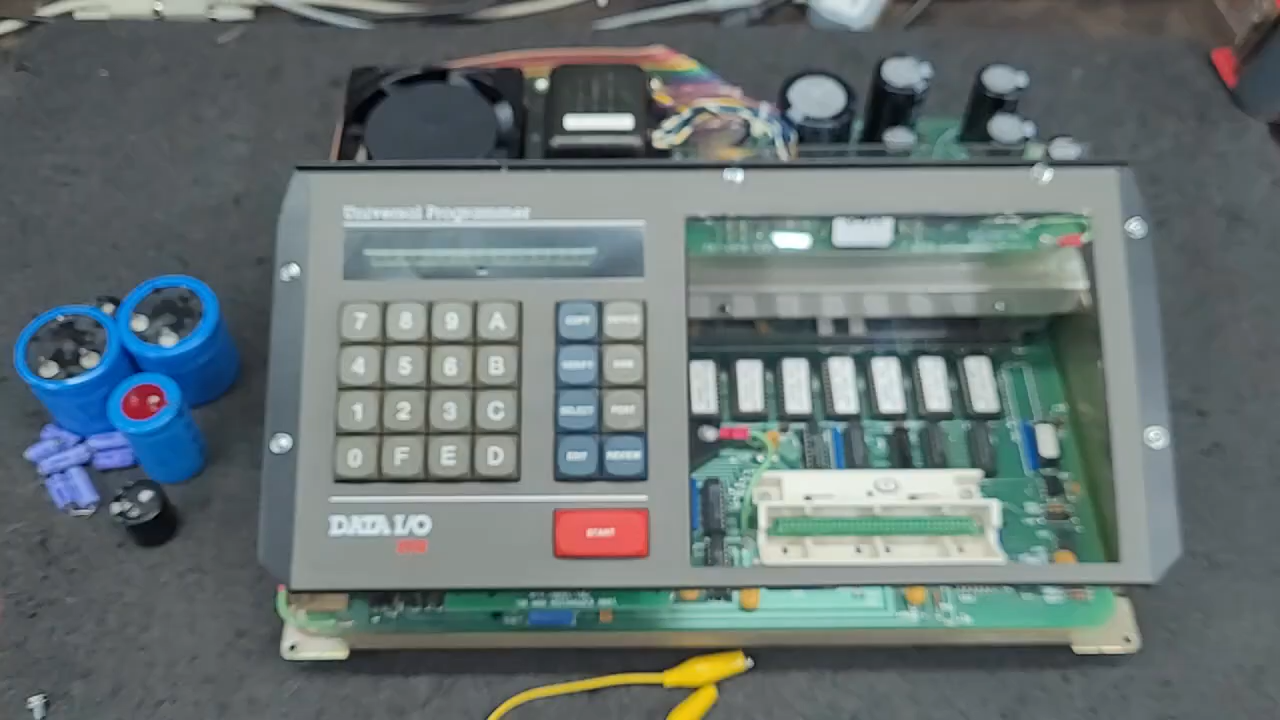 Universal Programmer
7 8 9 A COPY
4 5 6 B VERIFY
1 2 3 C SELECT PORT
0 F E D EDIT REVIEW
DATA I/O
START